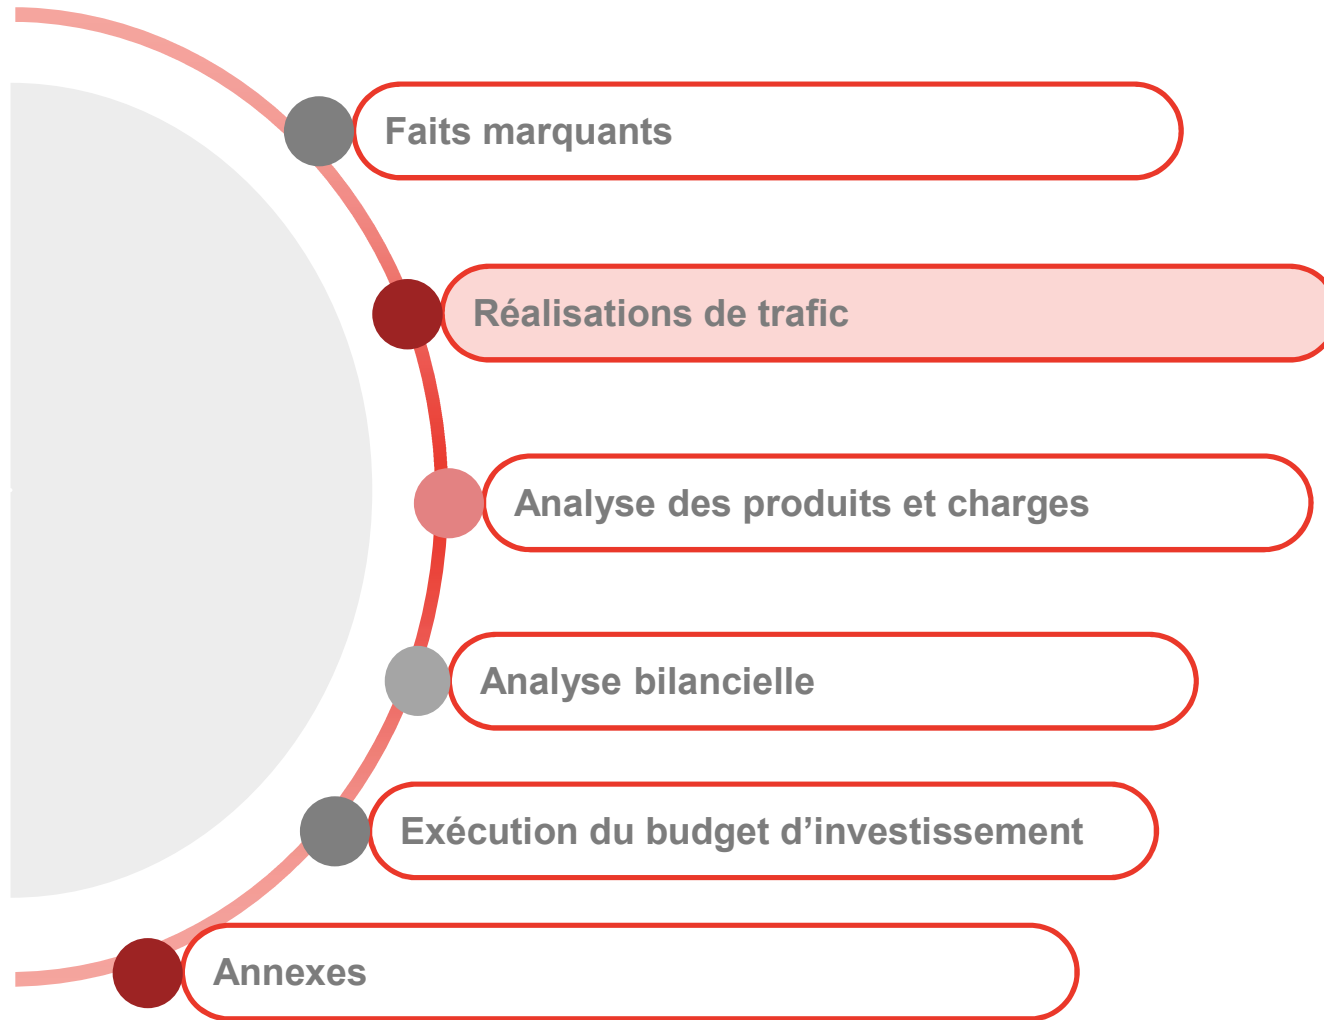 Faits marquants
Réalisations de trafic
Analyse des produits et charges
Analyse bilancielle
Exécution du budget d’investissement
Annexes